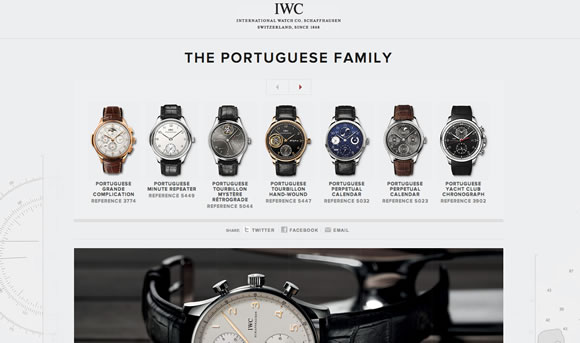 IWC
INTERNATIONAL WATCH CO. SCHAFFHAUSEN
SWITZERLAND, SINCE 1868
THE PORTUGUESE FAMILY
PORTUGUESE
GRANDE
COMPLICATION
REFERENCE 3774
PORTUGUESE
MINUTE REPEATER
REFERENCE 5449
PORTUGUESE
TOURBILLON
MYSTÈRE
RÉTROGRADE
REFERENCE 5044
PORTUGUESE
TOURBILLON
HAND-WOUND
REFERENCE 5447
PORTUGUESE
PERPETUAL
CALENDAR
REFERENCE 5032
PORTUGUESE
PERPETUAL
CALENDAR
REFERENCE 5023
PORTUGUESE
YACHT CLUB
CHRONOGRAPH
REFERENCE 3902
SHARE TWITTER FACEBOOK EMAIL
IWC
SCHAFFHAUSEN